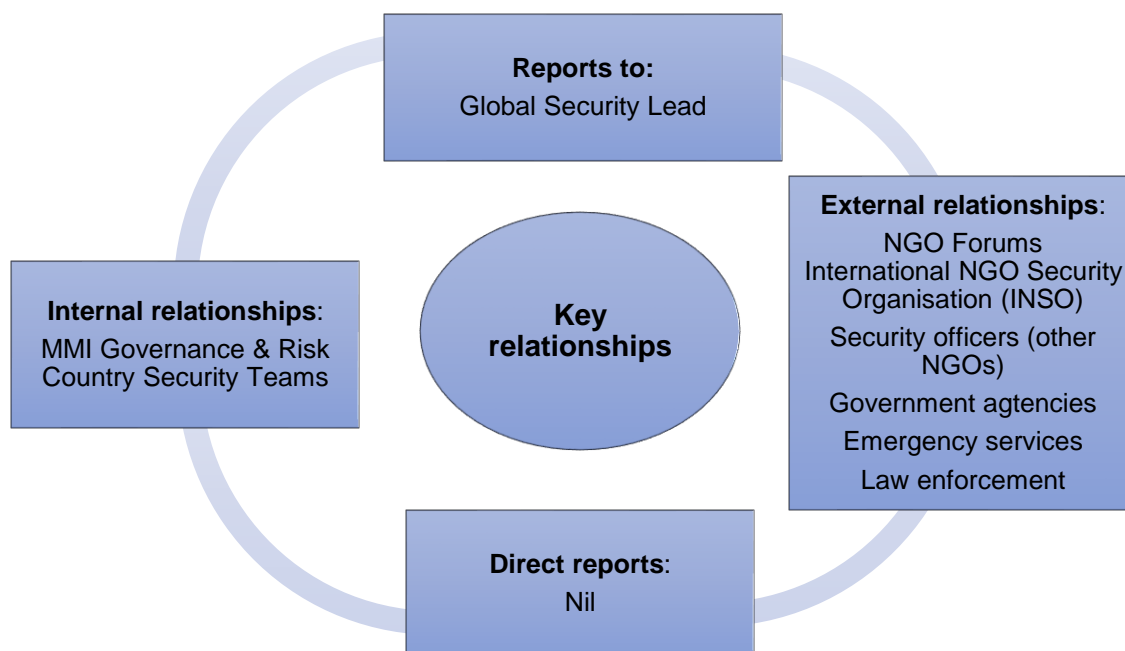 Reports to:
Global Security Lead
External relationships:
NGO Forums
International NGO Security
Organisation (INSO)
Security officers (other
NGOs)
Government agtencies
Emergency services
Law enforcement
Key
relationships
Internal relationships:
MMI Governance & Risk
Country Security Teams
Direct reports:
Nil